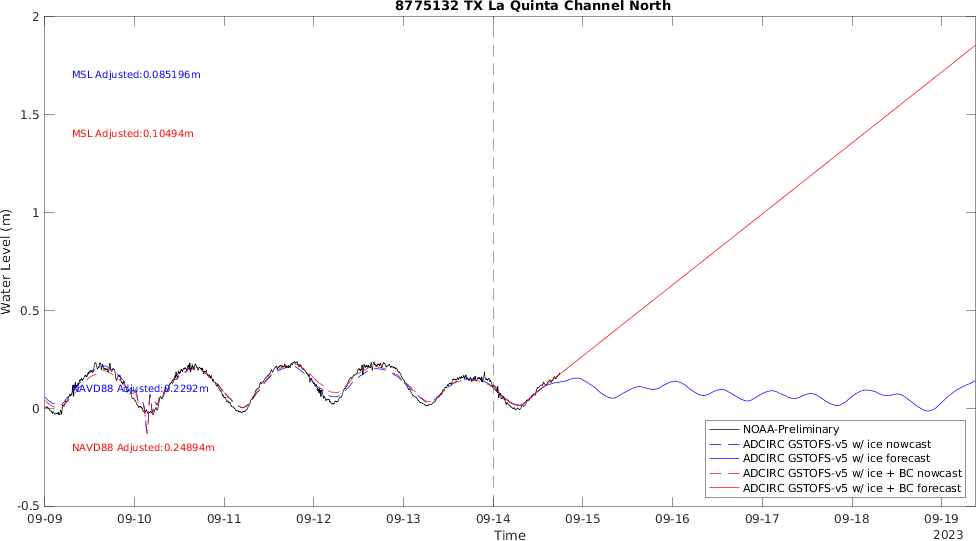 8775132 TX La Quinta Channel North
2
1.5
1
0.5
0
-0.5
Water Level (m)
MSL Adjusted:0.085196m
MSL Adjusted:0.10494m
NAVD88 Adjusted:0.2292m
NAVD88 Adjusted:0.24894m
NOAA-Preliminary
ADCIRC GSTOFS-v5 w/ ice nowcast
ADCIRC GSTOFS-v5 w/ ice forecast
ADCIRC GSTOFS-v5 w/ ice + BC nowcast
ADCIRC GSTOFS-v5 w/ ice + BC forecast
09-09 09-10 09-11 09-12 09-13 09-14 09-15 09-16 09-17 09-18 09-19
Time
2023